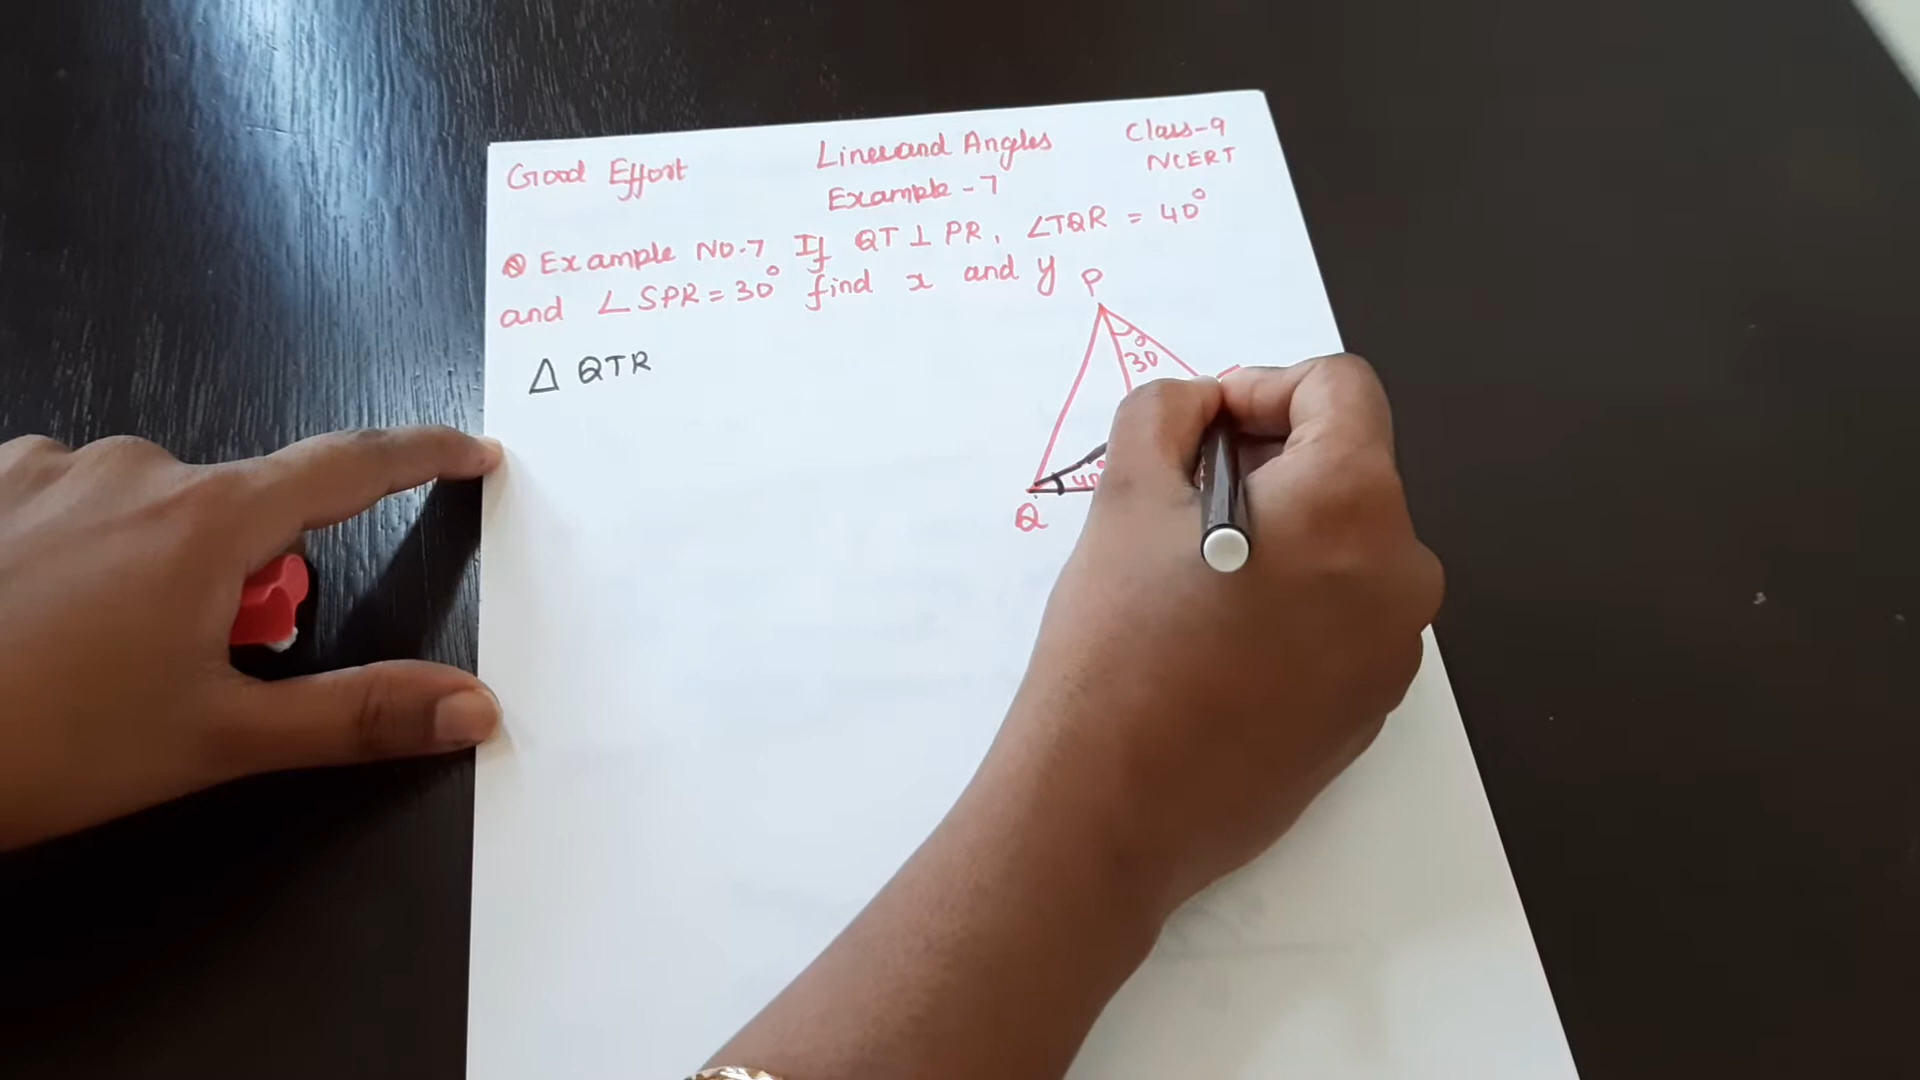 Good Effort
Lines and Angles
Class-9
NCERT
Example-7
Example NO.7 If QT ⊥ PR, ∠TQR = 40°
and ∠SPR = 30° find x and y
P
Δ QTR
30°
40°
Q